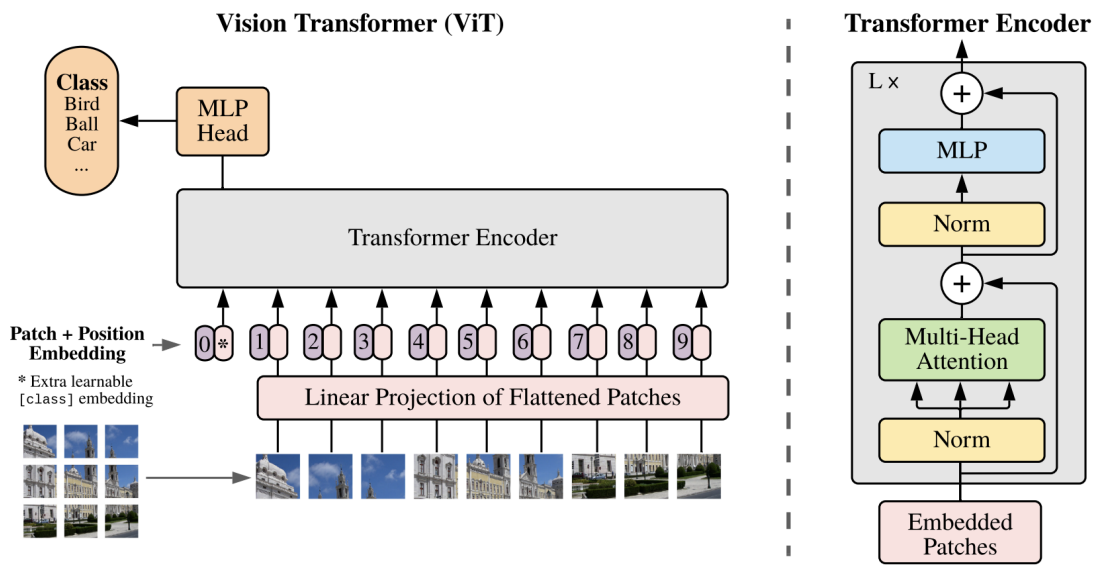 Vision Transformer (ViT)
Class
Bird
Ball
Car
...
MLP
Head
Transformer Encoder
Patch + Position
Embedding
0 * 1 2 3 4 5 6 7 8 9
* Extra learnable
[class] embedding
Linear Projection of Flattened Patches
Transformer Encoder
L x
+
MLP
Norm
+
Multi-Head
Attention
Norm
Embedded
Patches